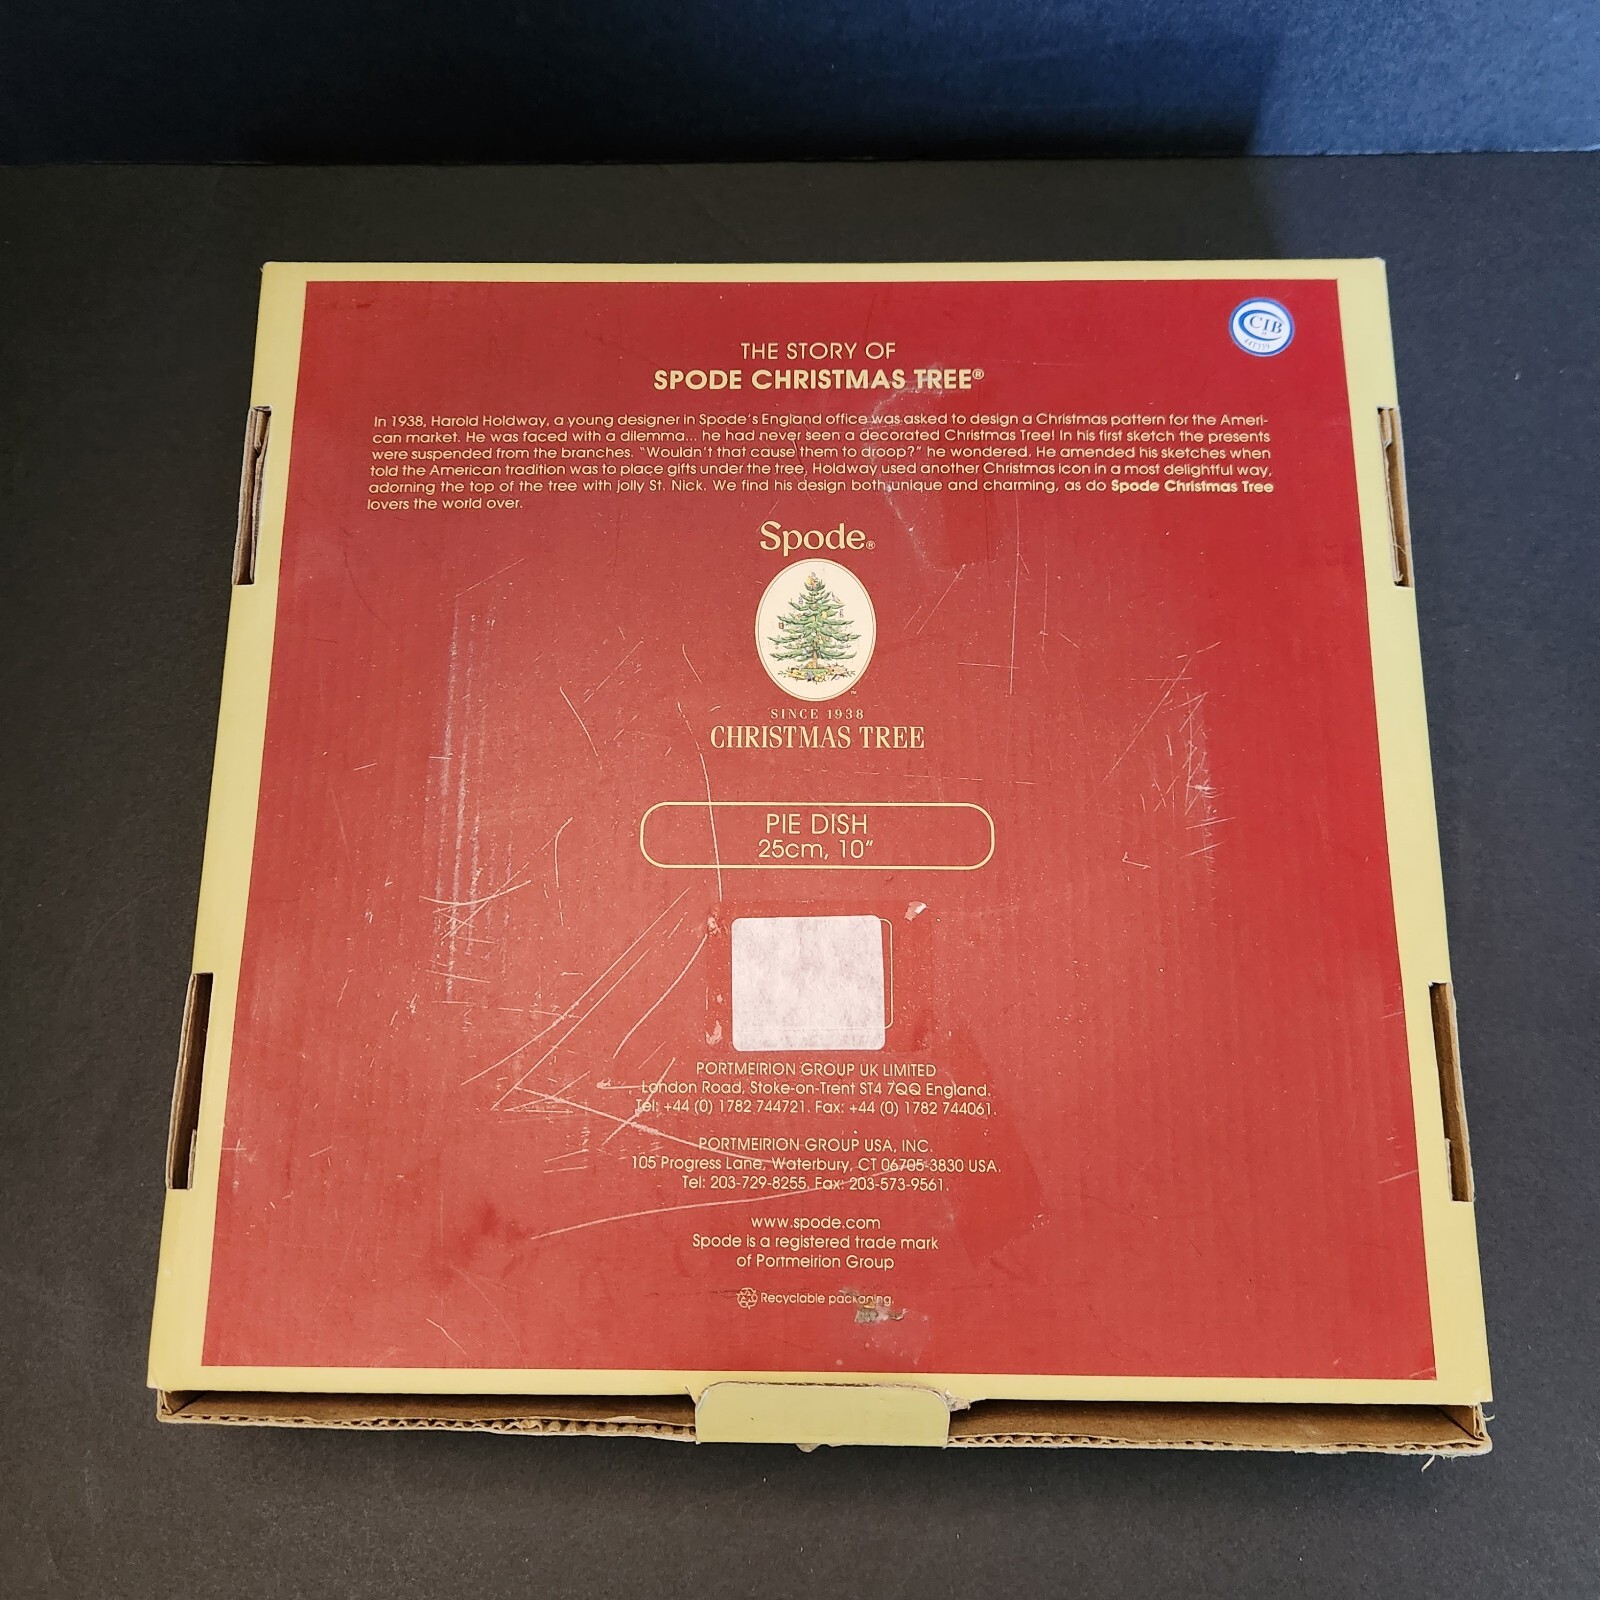 CIB
THE STORY OF
SPODE CHRISTMAS TREE®
In 1938, Harold Holdway, a young designer in Spode's England office was asked to design a Christmas pattern for the Ameri-
can market. He was faced with a dilemma... he had never seen a decorated Christmas Tree! In his first sketch the presents
were suspended from the branches. "Wouldn't that cause them to droop?" he wondered. He amended his sketches when
told the American tradition was to place gifts under the tree, Holdway used another Christmas icon in a most delightful way,
adorning the top of the tree with jolly St. Nick. We find his design both unique and charming, as do Spode Christmas Tree
lovers the world over.
Spode®
SINCE 1938
CHRISTMAS TREE
PIE DISH
25cm, 10"
PORTMEIRION GROUP UK LIMITED
London Road, Stoke-on-Trent ST4 7QQ England.
Tel: +44 (0) 1782 744721. Fax: +44 (0) 1782 744061.
PORTMEIRION GROUP USA, INC.
105 Progress Lane, Waterbury, CT 06705-3830 USA.
Tel: 203-729-8255. Fax: 203-573-9561.
www.spode.com
Spode is a registered trade mark
of Portmeirion Group
Recyclable packaging.